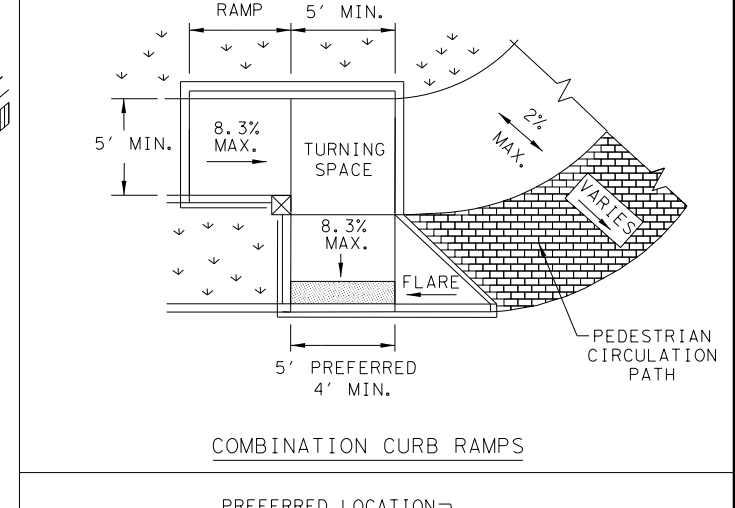 RAMP
5' MIN.
5' MIN.
8.3%
MAX.
TURNING
SPACE
2%
MAX.
VARIES
8.3%
MAX.
FLARE
PEDESTRIAN
CIRCULATION
PATH
5' PREFERRED
4' MIN.
COMBINATION CURB RAMPS
PREFERRED LOCATION